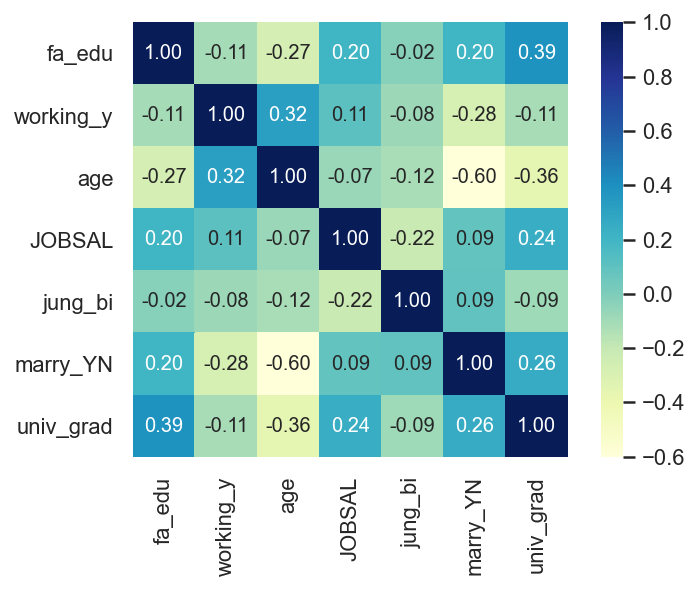 fa_edu 1.00 -0.11 -0.27 0.20 -0.02 0.20 0.39
working_y -0.11 1.00 0.32 0.11 -0.08 -0.28 -0.11
age -0.27 0.32 1.00 -0.07 -0.12 -0.60 -0.36
JOBSAL 0.20 0.11 -0.07 1.00 -0.22 0.09 0.24
jung_bi -0.02 -0.08 -0.12 -0.22 1.00 0.09 -0.09
marry_YN 0.20 -0.28 -0.60 0.09 0.09 1.00 0.26
univ_grad 0.39 -0.11 -0.36 0.24 -0.09 0.26 1.00
fa_edu
working_y
age
JOBSAL
jung_bi
marry_YN
univ_grad
1.0
0.8
0.6
0.4
0.2
0.0
−0.2
−0.4
−0.6